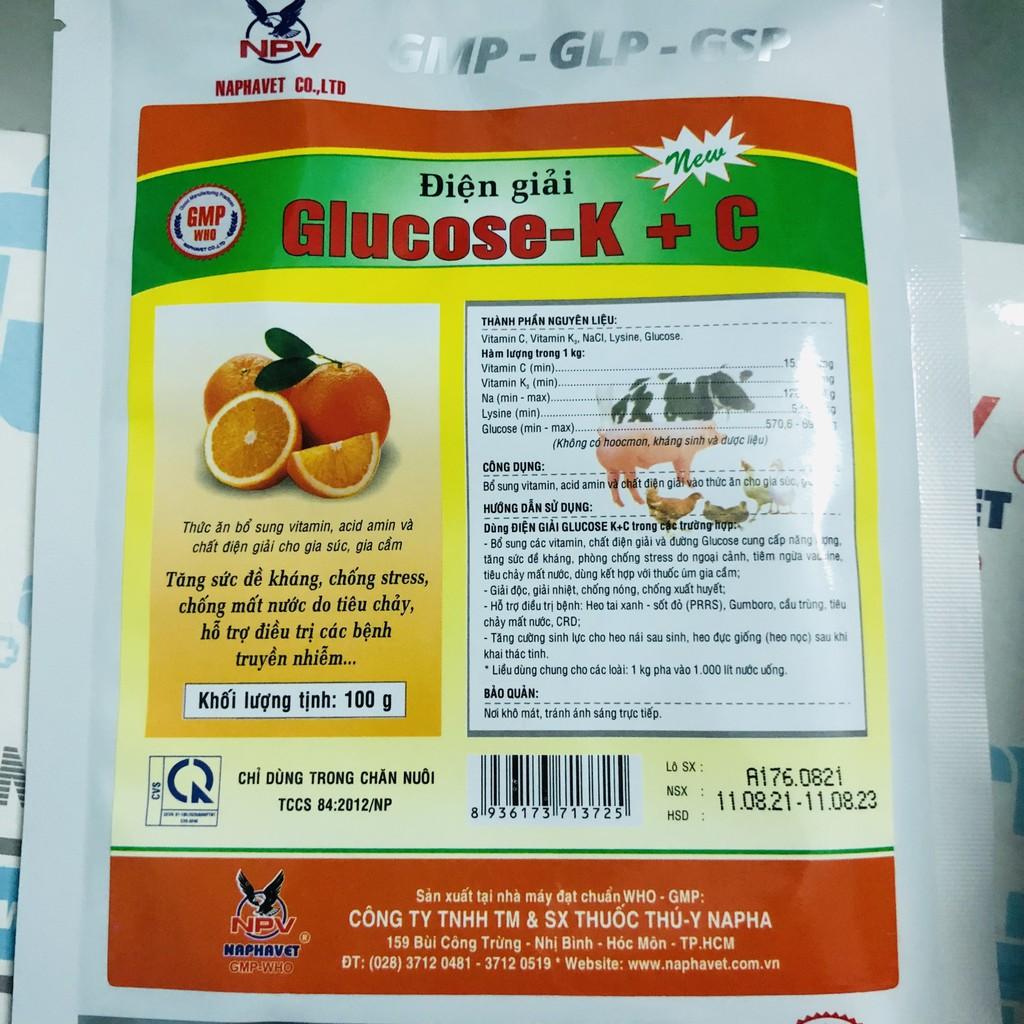 NPV
NAPHAVET CO.,LTD
GMP - GLP - GSP
New
Điện giải
Glucose-K + C
GMP
WHO
THÀNH PHẦN NGUYÊN LIỆU:
Vitamin C, Vitamin K₃, NaCl, Lysine, Glucose.
Hàm lượng trong 1 kg:
Vitamin C (min)
Vitamin K₃ (min)
Na (min - max)
Lysine (min)
Glucose (min - max) 570,6 -
(Không có hoocmon, kháng sinh và dược liệu)
CÔNG DỤNG:
Bổ sung vitamin, acid amin và chất điện giải vào thức ăn cho gia súc,
HƯỚNG DẪN SỬ DỤNG:
Dùng ĐIỆN GIẢI GLUCOSE K+C trong các trường hợp:
- Bổ sung các vitamin, chất điện giải và đường Glucose cung cấp năng
tăng sức đề kháng, phòng chống stress do ngoại cảnh, tiêm ngừa
tiêu chảy mất nước, dùng kết hợp với thuốc úm gia cầm;
- Giải độc, giải nhiệt, chống nóng, chống xuất huyết;
- Hỗ trợ điều trị bệnh: Heo tai xanh - sốt đỏ (PRRS), Gumboro, cầu trùng, tiêu
chảy mất nước, CRD;
- Tăng cường sinh lực cho heo nái sau sinh, heo đực giống (heo nọc) sau khi
khai thác tinh.
* Liều dùng chung cho các loài: 1 kg pha vào 1.000 lít nước uống.
BẢO QUẢN:
Nơi khô mát, tránh ánh sáng trực tiếp.
Thức ăn bổ sung vitamin, acid amin và
chất điện giải cho gia súc, gia cầm
Tăng sức đề kháng, chống stress,
chống mất nước do tiêu chảy,
hỗ trợ điều trị các bệnh
truyền nhiễm...
Khối lượng tịnh: 100 g
CVS
CHỈ DÙNG TRONG CHĂN NUÔI
TCCS 84:2012/NP
8 936173 713725
Lô SX : A176.0821
NSX : 11.08.21-11.08.23
HSD :
NPV
NAPHAVET ®
GMP-WHO
Sản xuất tại nhà máy đạt chuẩn WHO - GMP:
CÔNG TY TNHH TM & SX THUỐC THÚ-Y NAPHA
159 Bùi Công Trừng - Nhị Bình - Hóc Môn - TP.HCM
ĐT: (028) 3712 0481 - 3712 0519 * Website: www.naphavet.com.vn